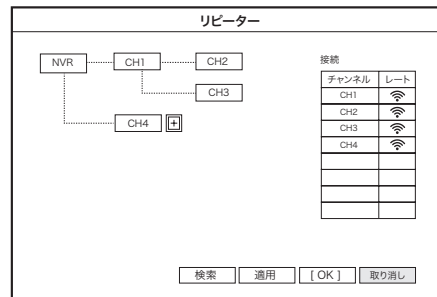 リピーター
NVR CH1 CH2
CH3
CH4 +
接続
チャンネル レート
CH1
CH2
CH3
CH4
検索 適用 [ OK ] 取り消し